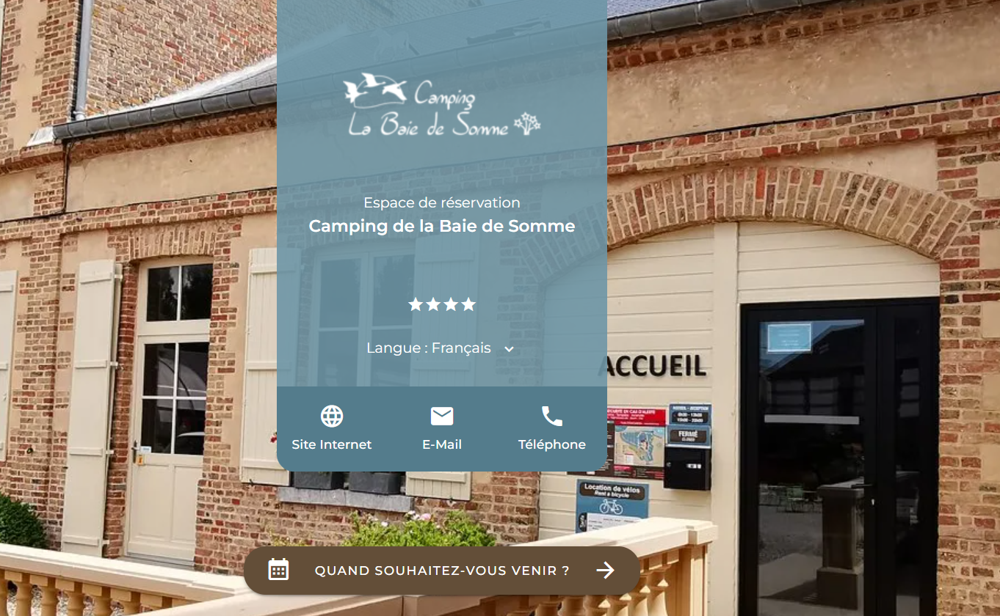 Camping
La Baie de Somme
Espace de réservation
Camping de la Baie de Somme
Langue : Français
ACCUEIL
Site Internet
E-Mail
Téléphone
FERMÉ
CLOSED
Location de vélos
Rent a bicycle
QUAND SOUHAITEZ-VOUS VENIR ?